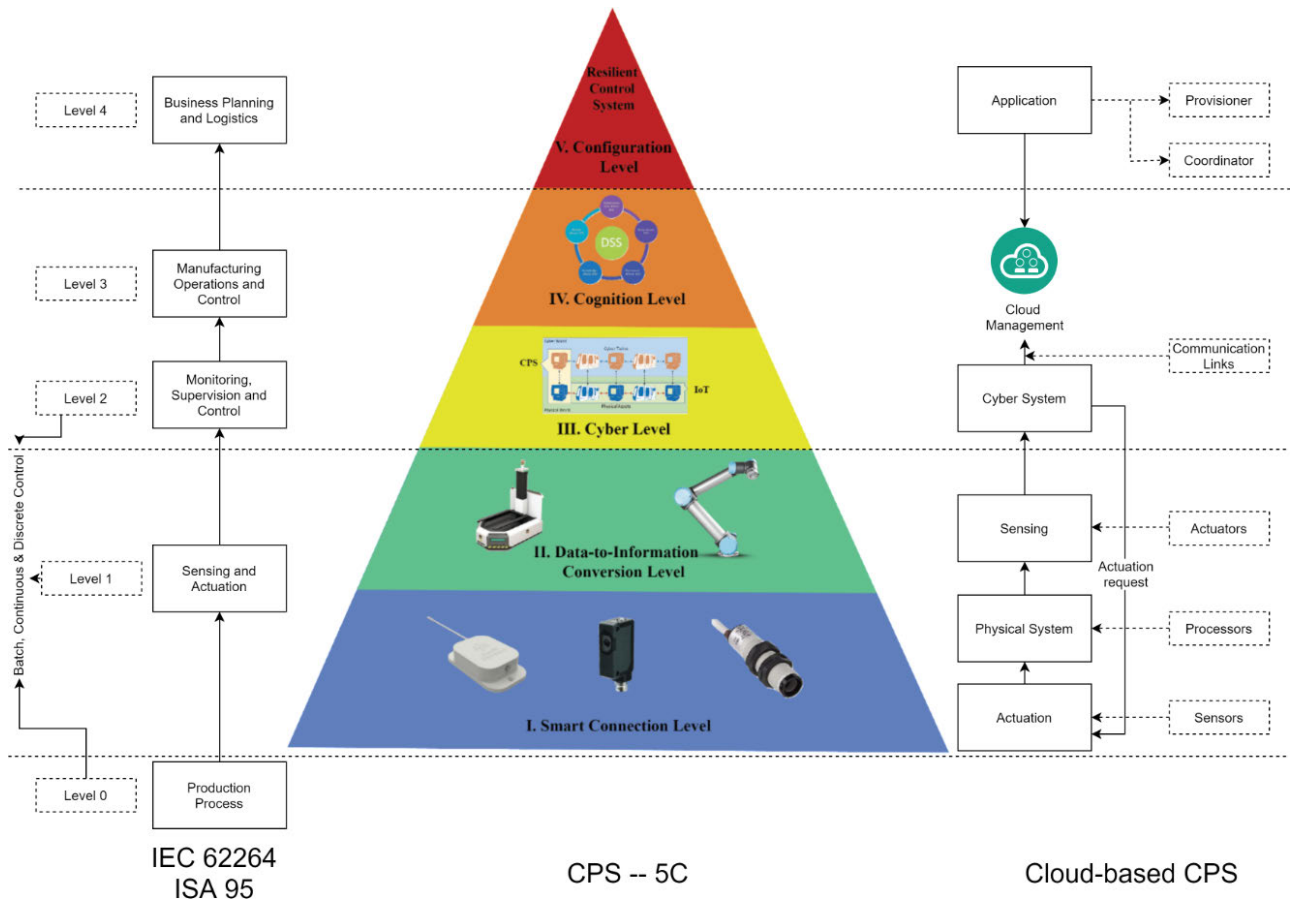 Level 4
Business Planning
and Logistics
Level 3
Manufacturing
Operations and
Control
Level 2
Monitoring,
Supervision and
Control
Batch, Continuous & Discrete Control
Level 1
Sensing and
Actuation
Level 0
Production
Process
IEC 62264
ISA 95
Resilient
Control
System
V. Configuration
Level
DSS
IV. Cognition Level
CPS
IoT
III. Cyber Level
II. Data-to-Information
Conversion Level
I. Smart Connection Level
CPS -- 5C
Application
Provisioner
Coordinator
Cloud
Management
Communication
Links
Cyber System
Sensing
Actuators
Actuation
request
Physical System
Processors
Actuation
Sensors
Cloud-based CPS